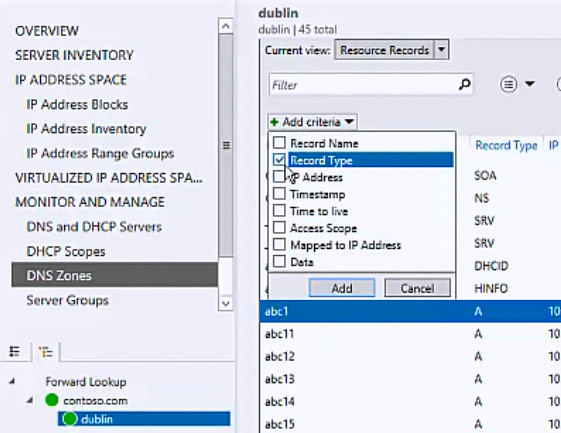 OVERVIEW
SERVER INVENTORY
IP ADDRESS SPACE
IP Address Blocks
IP Address Inventory
IP Address Range Groups
VIRTUALIZED IP ADDRESS SPA...
MONITOR AND MANAGE
DNS and DHCP Servers
DHCP Scopes
DNS Zones
Server Groups
Forward Lookup
contoso.com
dublin
dublin
dublin | 45 total
Current view: Resource Records
Filter
Add criteria
Record Name
Record Type
IP Address
Timestamp
Time to live
Access Scope
Mapped to IP Address
Data
Add Cancel
Record Type IP
SOA
NS
SRV
SRV
DHCID
HINFO
abc1 A 10
abc11 A 10
abc12 A 10
abc13 A 10
abc14 A 10
abc15 A 10